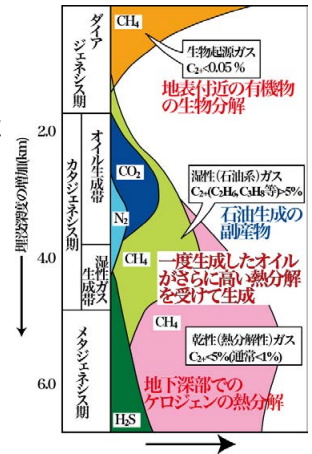 埋没深度の増加(km)
2.0
4.0
6.0
ダイア
ジェネシス期
カタジェネシス期
オイル生成帯
湿性ガス
生成帯
メタジェネシス期
CH₄
生物起源ガス
C₂₊<0.05 %
地表付近の有機物
の生物分解
CO₂
N₂
湿性(石油系)ガス
C₂₊(C₂H₆, C₃H₈ 等)>5%
石油生成の
副産物
CH₄
一度生成したオイル
がさらに高い熱分解
を受けて生成
CH₄
乾性(熱分解性)ガス
C₂₊<5%(通常<1%)
地下深部での
ケロジェンの熱分解
H₂S